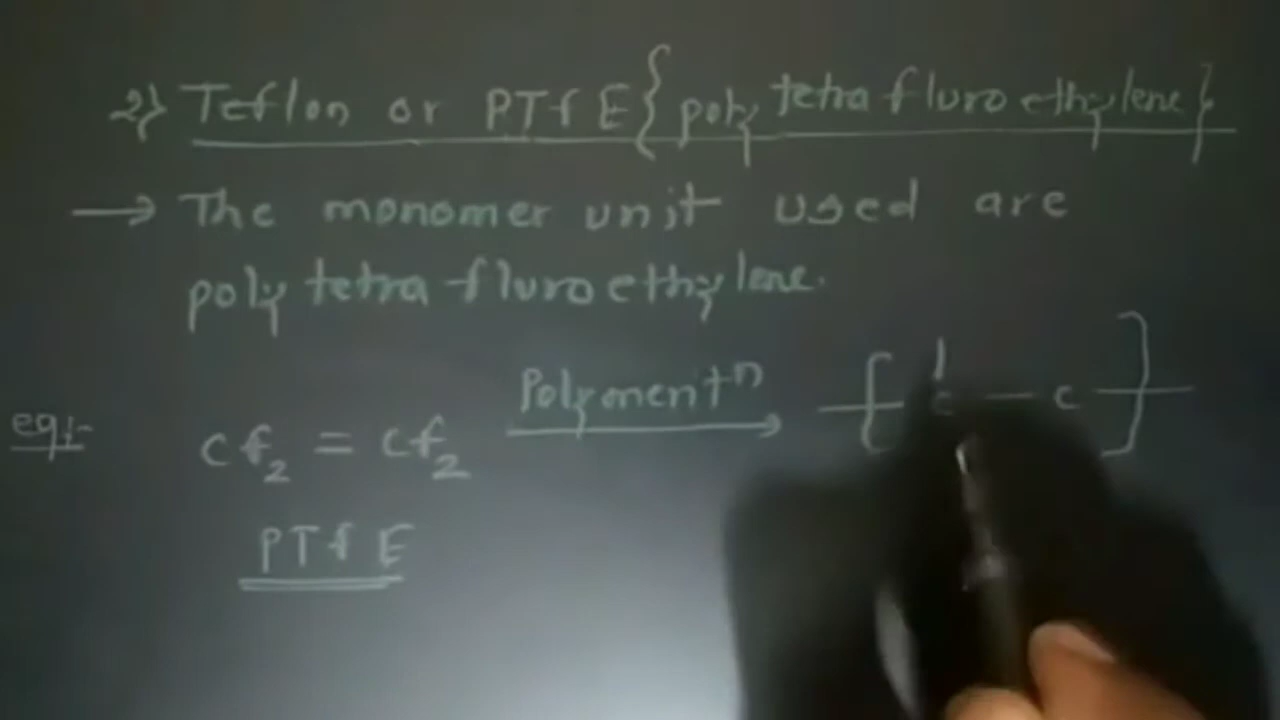 2} Teflon or PTfE{poly tetra fluro ethylene}
→ The monomer unit used are
poly tetra fluro ethylene.
eq:- cf2 = cf2 Polymentn [ c — c ]
PTfE